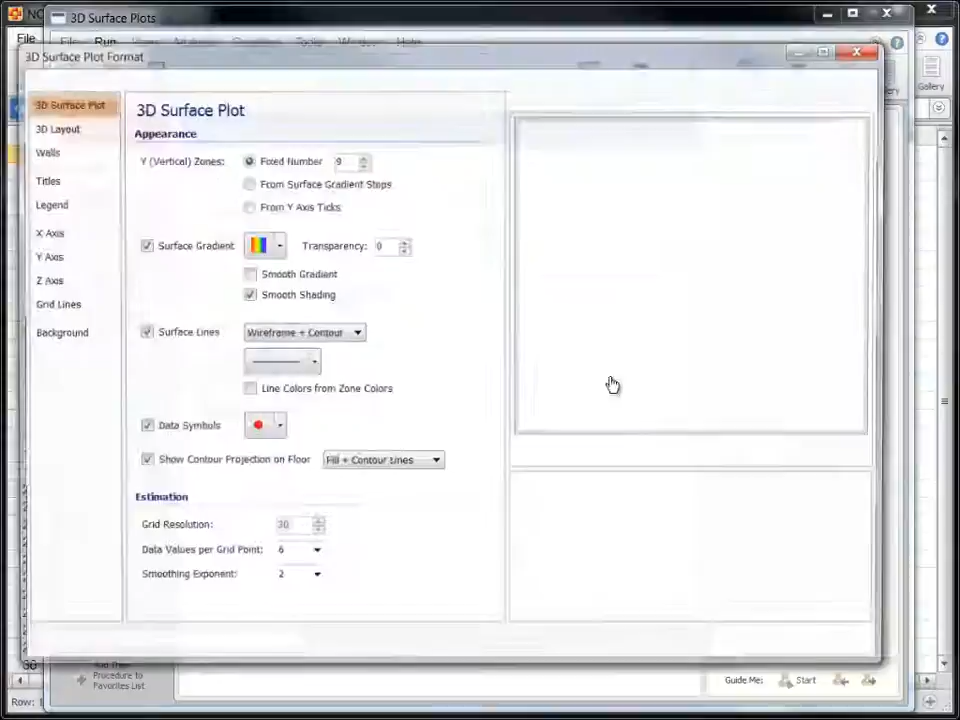 3D Surface Plots
File
Run
Help
3D Surface Plot Format
Gallery
3D Surface Plot
3D Layout
Walls
Titles
Legend
X Axis
Y Axis
Z Axis
Grid Lines
Background
3D Surface Plot
Appearance
Y (Vertical) Zones: Fixed Number 9
From Surface Gradient Stops
From Y Axis Ticks
Surface Gradient Transparency: 0
Smooth Gradient
Smooth Shading
Surface Lines Wireframe + Contour
Line Colors from Zone Colors
Data Symbols
Show Contour Projection on Floor Fill + Contour Lines
Estimation
Grid Resolution: 30
Data Values per Grid Point: 6
Smoothing Exponent: 2
Procedure to
Favorites List
Guide Me: Start
Row: